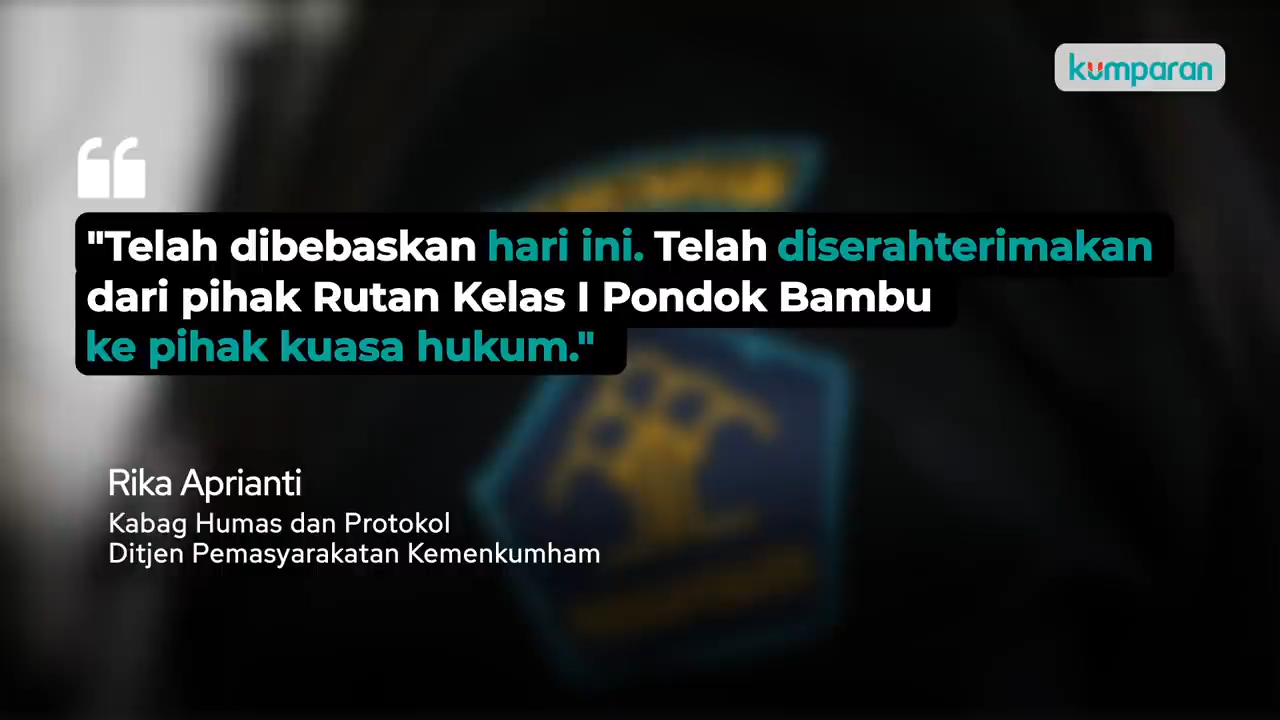 kumparan
"Telah dibebaskan hari ini. Telah diserahterimakan
dari pihak Rutan Kelas I Pondok Bambu
ke pihak kuasa hukum."
Rika Aprianti
Kabag Humas dan Protokol
Ditjen Pemasyarakatan Kemenkumham